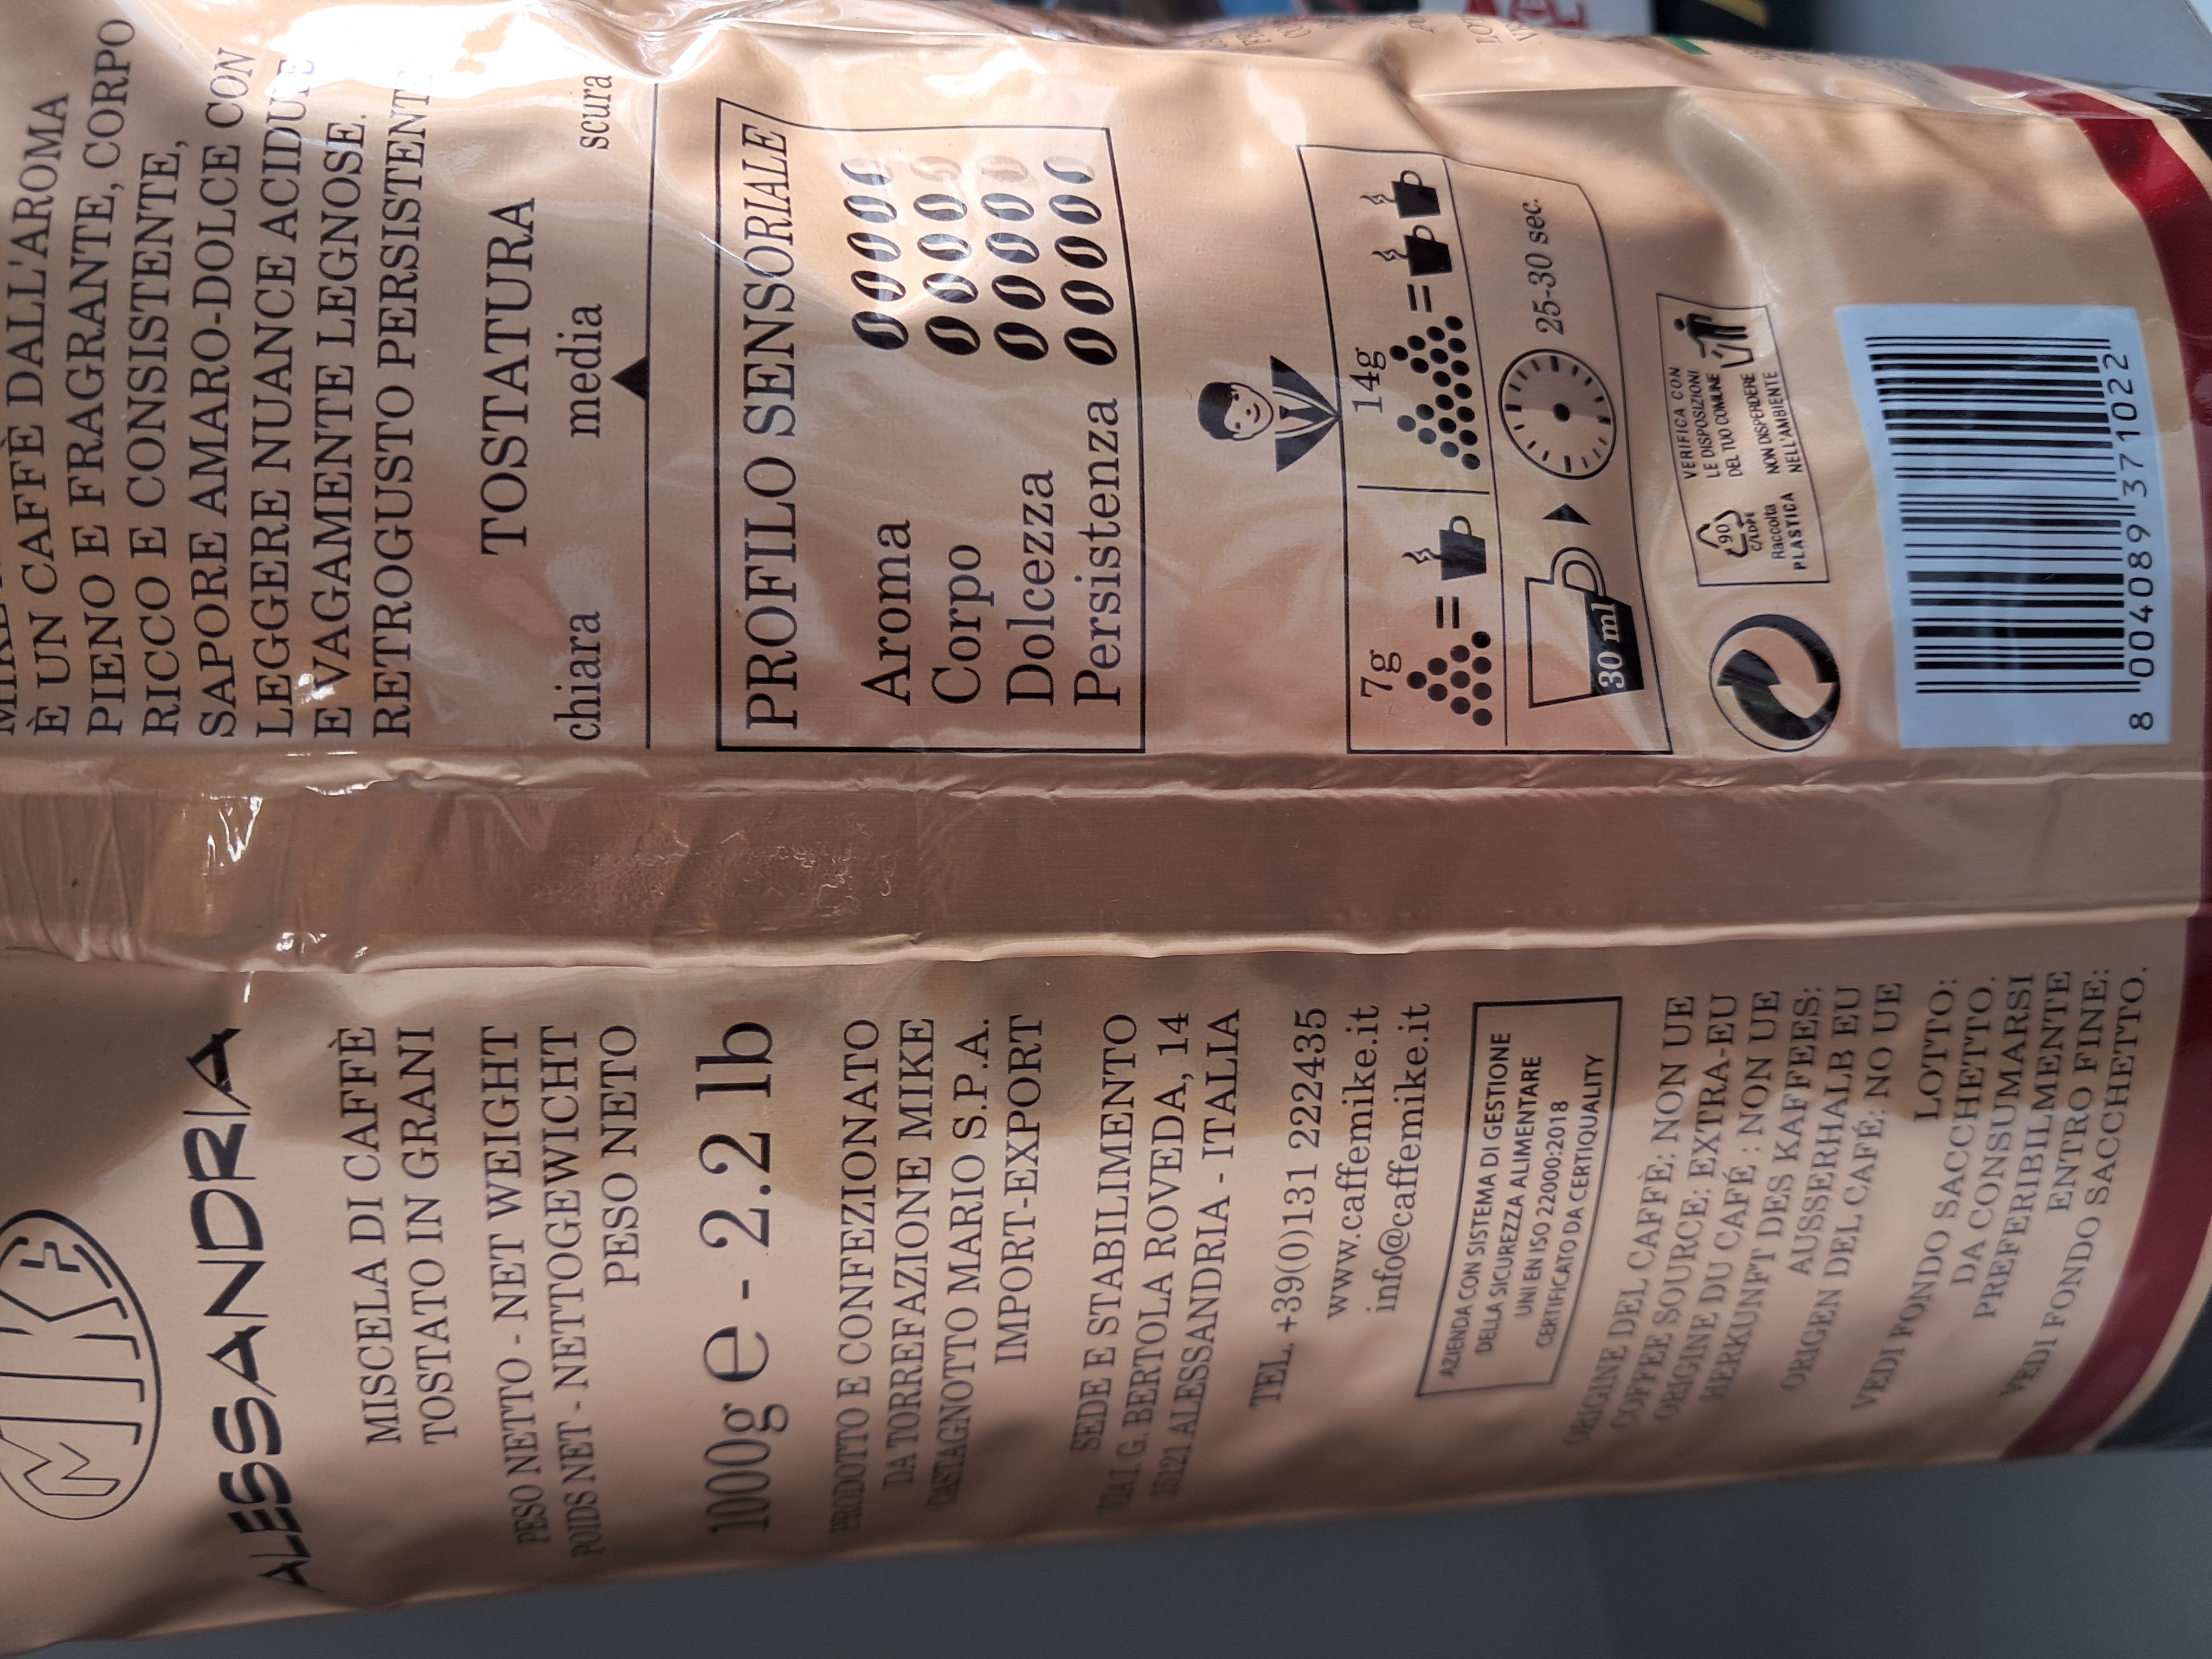 MIKE
ALESSANDRIA
MISCELA DI CAFFÈ
TOSTATO IN GRANI
PESO NETTO - NET WEIGHT
POIDS NET - NETTOGEWICHT
PESO NETO
1000g e - 2.2 lb
PRODOTTO E CONFEZIONATO
DA TORREFAZIONE MIKE
CASTAGNOTTO MARIO S.P.A.
IMPORT-EXPORT
SEDE E STABILIMENTO
VIA I. G. BERTOLA ROVEDA, 14
15121 ALESSANDRIA - ITALIA
TEL. +39(0)131 222435
www.caffemike.it
info@caffemike.it
AZIENDA CON SISTEMA DI GESTIONE
DELLA SUICUREZZA ALIMENTARE
UNI EN ISO 22000:2018
CERTIFICATO DA CERTIQUALITY
ORIGINE DEL CAFFÈ: NON UE
COFFEE SOURCE: EXTRA-EU
ORIGINE DU CAFÉ : NON UE
HERKUNFT DES KAFFEES:
AUSSERHALB EU
ORIGEN DEL CAFÉ: NO UE
LOTTO:
VEDI FONDO SACCHETTO.
DA CONSUMARSI
PREFERIBILMENTE
ENTRO FINE:
VEDI FONDO SACCHETTO.
È UN CAFFÈ DALL'AROMA
PIENO E FRAGRANTE, CORPO
RICCO E CONSISTENTE,
SAPORE AMARO-DOLCE CON
LEGGERE NUANCE ACIDULE
E VAGAMENTE LEGNOSE.
RETROGUSTO PERSISTENTE
TOSTATURA
chiara media scura
PROFILO SENSORIALE
Aroma
Corpo
Dolcezza
Persistenza
7g = 14g =
30 ml 25-30 sec.
90
C/LDPE
Raccolta
PLASTICA
VERIFICA CON
LE DISPOSIZIONI
DEL TUO COMUNE
NON DISPERDERE
NELL'AMBIENTE
8 004089 371022